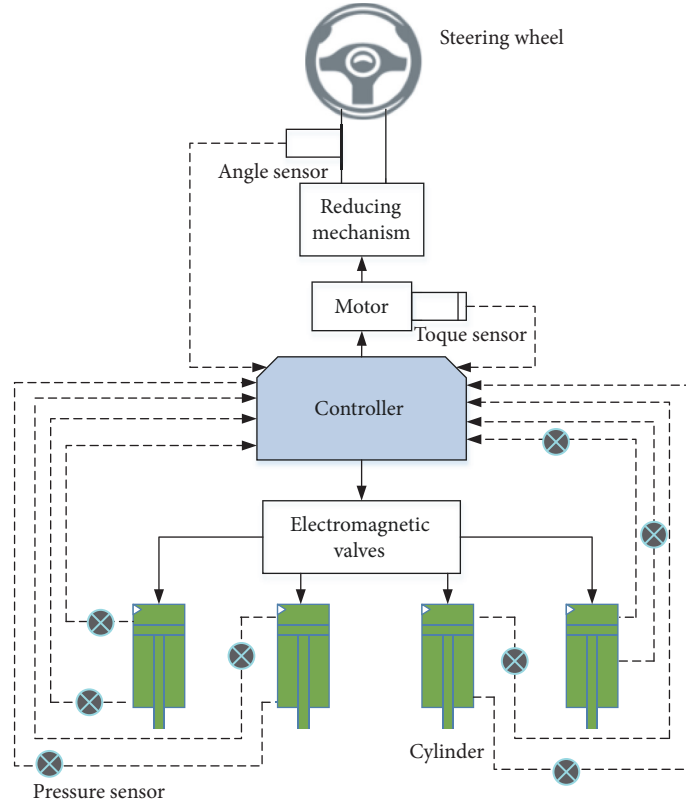 Steering wheel
Angle sensor
Reducing
mechanism
Motor
Toque sensor
Controller
Electromagnetic
valves
Cylinder
Pressure sensor